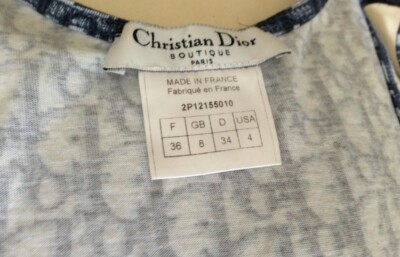 Christian Dior
BOUTIQUE
PARIS
MADE IN FRANCE
Fabriqué en France
2P12155010
F GB D USA
36 8 34 4